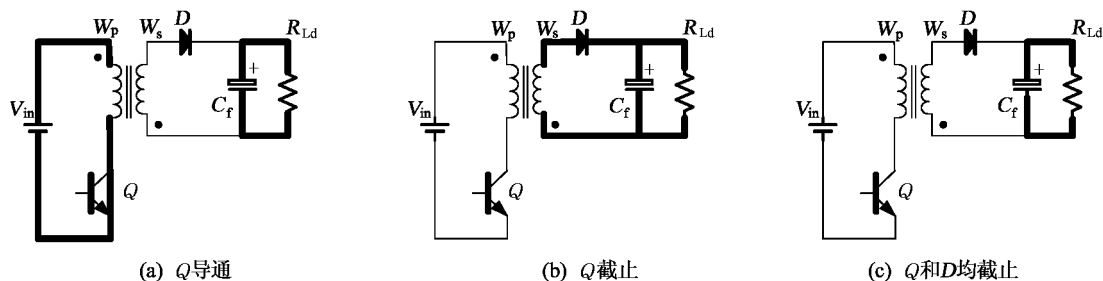 W_p W_s D R_Ld
V_in C_f +
Q
(a) Q导通
W_p W_s D R_Ld
V_in C_f +
Q
(b) Q截止
W_p W_s D R_Ld
V_in C_f +
Q
(c) Q和D均截止